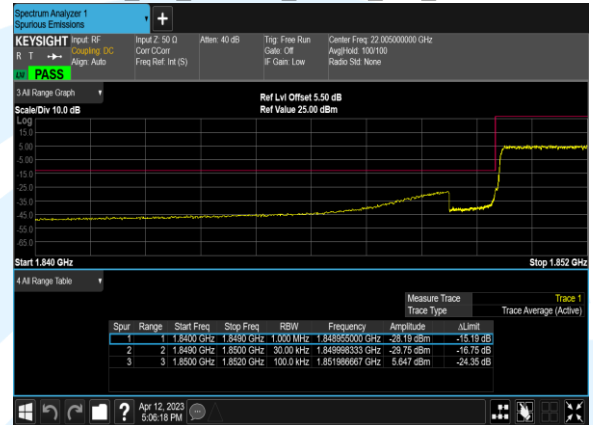 Spectrum Analyzer 1
Spurious Emissions
KEYSIGHT Input: RF Input Z: 50 Ω Atten: 40 dB Trig: Free Run Center Freq: 22.005000000 GHz
R T Coupling: DC Corr CCorr Gate: Off Avg|Hold: 100/100
Align: Auto Freq Ref: Int (S) IF Gain: Low Radio Std: None
PASS
3 All Range Graph
Ref Lvl Offset 5.50 dB
Scale/Div 10.0 dB Ref Value 25.00 dBm
Log
15.0
5.00
-5.00
-15.0
-25.0
-35.0
-45.0
-55.0
-65.0
Start 1.840 GHz Stop 1.852 GHz
4 All Range Table
Measure Trace Trace 1
Trace Type Trace Average (Active)
Spur Range Start Freq Stop Freq RBW Frequency Amplitude ΔLimit
1 1 1.8400 GHz 1.8490 GHz 1.000 MHz 1.848955000 GHz -28.19 dBm -15.19 dB
2 2 1.8490 GHz 1.8500 GHz 30.00 kHz 1.849998333 GHz -29.75 dBm -16.75 dB
3 3 1.8500 GHz 1.8520 GHz 100.0 kHz 1.851986667 GHz 5.647 dBm -24.35 dB
? Apr 12, 2023
5:06:18 PM